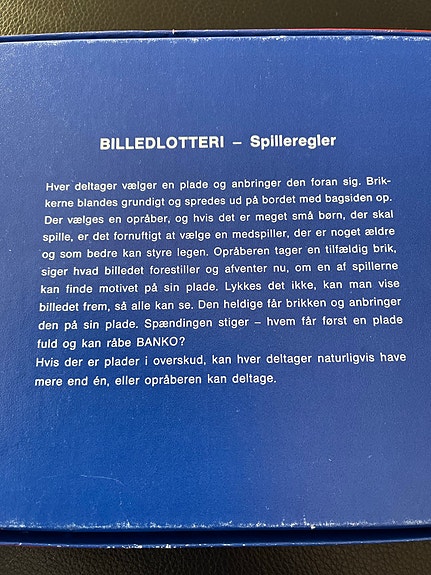 BILLEDLOTTERI – Spilleregler
Hver deltager vælger en plade og anbringer den foran sig. Brik-
kerne blandes grundigt og spredes ud på bordet med bagsiden op.
Der vælges en opråber, og hvis det er meget små børn, der skal
spille, er det fornuftigt at vælge en medspiller, der er noget ældre
og som bedre kan styre legen. Opråberen tager en tilfældig brik,
siger hvad billedet forestiller og afventer nu, om en af spillerne
kan finde motivet på sin plade. Lykkes det ikke, kan man vise
billedet frem, så alle kan se. Den heldige får brikken og anbringer
den på sin plade. Spændingen stiger – hvem får først en plade
fuld og kan råbe BANKO?
Hvis der er plader i overskud, kan hver deltager naturligvis have
mere end én, eller opråberen kan deltage.